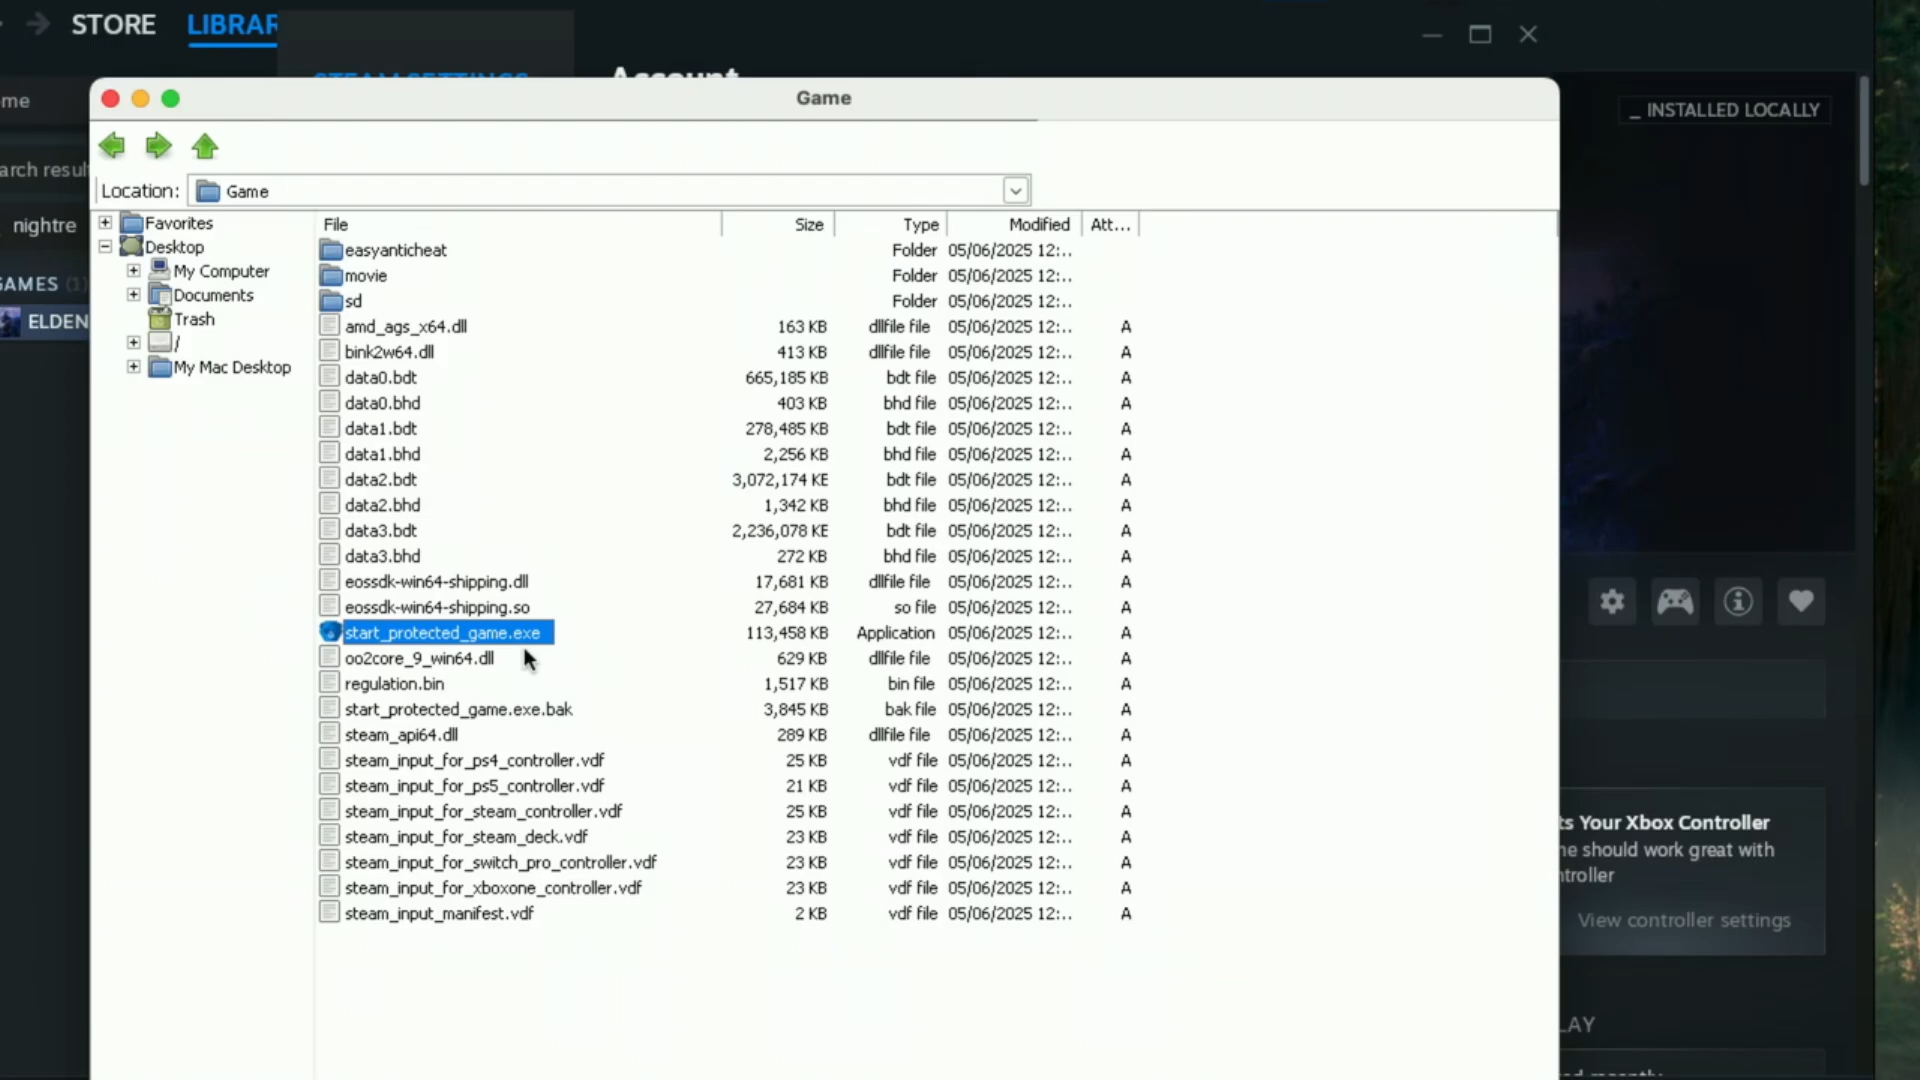 STORE LIBRAR
STEAM SETTINGS
Account
Game
me
_ INSTALLED LOCALLY
arch resul
Location: Game
nightre
Favorites
Desktop
My Computer
Documents
Trash
/
My Mac Desktop
GAMES (1)
ELDEN
File Size Type Modified Att...
easyanticheat Folder 05/06/2025 12:..
movie Folder 05/06/2025 12:..
sd Folder 05/06/2025 12:..
amd_ags_x64.dll 163 KB dllfile file 05/06/2025 12:.. A
bink2w64.dll 413 KB dllfile file 05/06/2025 12:.. A
data0.bdt 665,185 KB bdt file 05/06/2025 12:.. A
data0.bhd 403 KB bhd file 05/06/2025 12:.. A
data1.bdt 278,485 KB bdt file 05/06/2025 12:.. A
data1.bhd 2,256 KB bhd file 05/06/2025 12:.. A
data2.bdt 3,072,174 KE bdt file 05/06/2025 12:.. A
data2.bhd 1,342 KB bhd file 05/06/2025 12:.. A
data3.bdt 2,236,078 KE bdt file 05/06/2025 12:.. A
data3.bhd 272 KB bhd file 05/06/2025 12:.. A
eossdk-win64-shipping.dll 17,681 KB dllfile file 05/06/2025 12:.. A
eossdk-win64-shipping.so 27,684 KB so file 05/06/2025 12:.. A
start_protected_game.exe 113,458 KB Application 05/06/2025 12:.. A
oo2core_9_win64.dll 629 KB dllfile file 05/06/2025 12:.. A
regulation.bin 1,517 KB bin file 05/06/2025 12:.. A
start_protected_game.exe.bak 3,845 KB bak file 05/06/2025 12:.. A
steam_api64.dll 289 KB dllfile file 05/06/2025 12:.. A
steam_input_for_ps4_controller.vdf 25 KB vdf file 05/06/2025 12:.. A
steam_input_for_ps5_controller.vdf 21 KB vdf file 05/06/2025 12:.. A
steam_input_for_steam_controller.vdf 25 KB vdf file 05/06/2025 12:.. A
steam_input_for_steam_deck.vdf 23 KB vdf file 05/06/2025 12:.. A
steam_input_for_switch_pro_controller.vdf 23 KB vdf file 05/06/2025 12:.. A
steam_input_for_xboxone_controller.vdf 23 KB vdf file 05/06/2025 12:.. A
steam_input_manifest.vdf 2 KB vdf file 05/06/2025 12:.. A
ts Your Xbox Controller
ne should work great with
ntroller
View controller settings
LAY